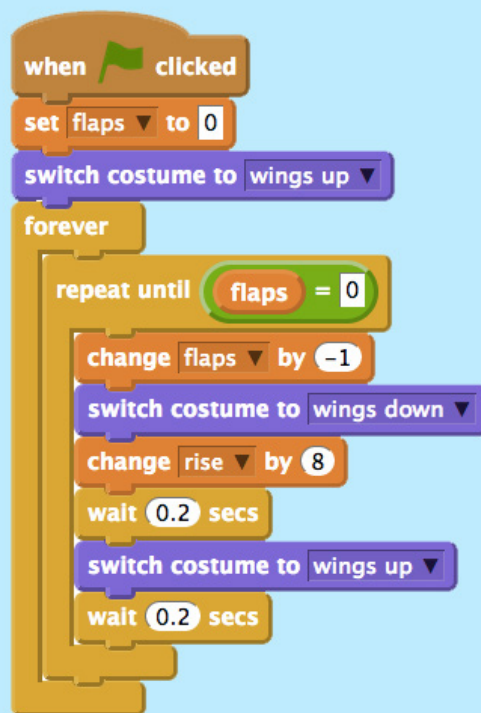 when clicked
set flaps to 0
switch costume to wings up
forever
repeat until flaps = 0
change flaps by -1
switch costume to wings down
change rise by 8
wait 0.2 secs
switch costume to wings up
wait 0.2 secs